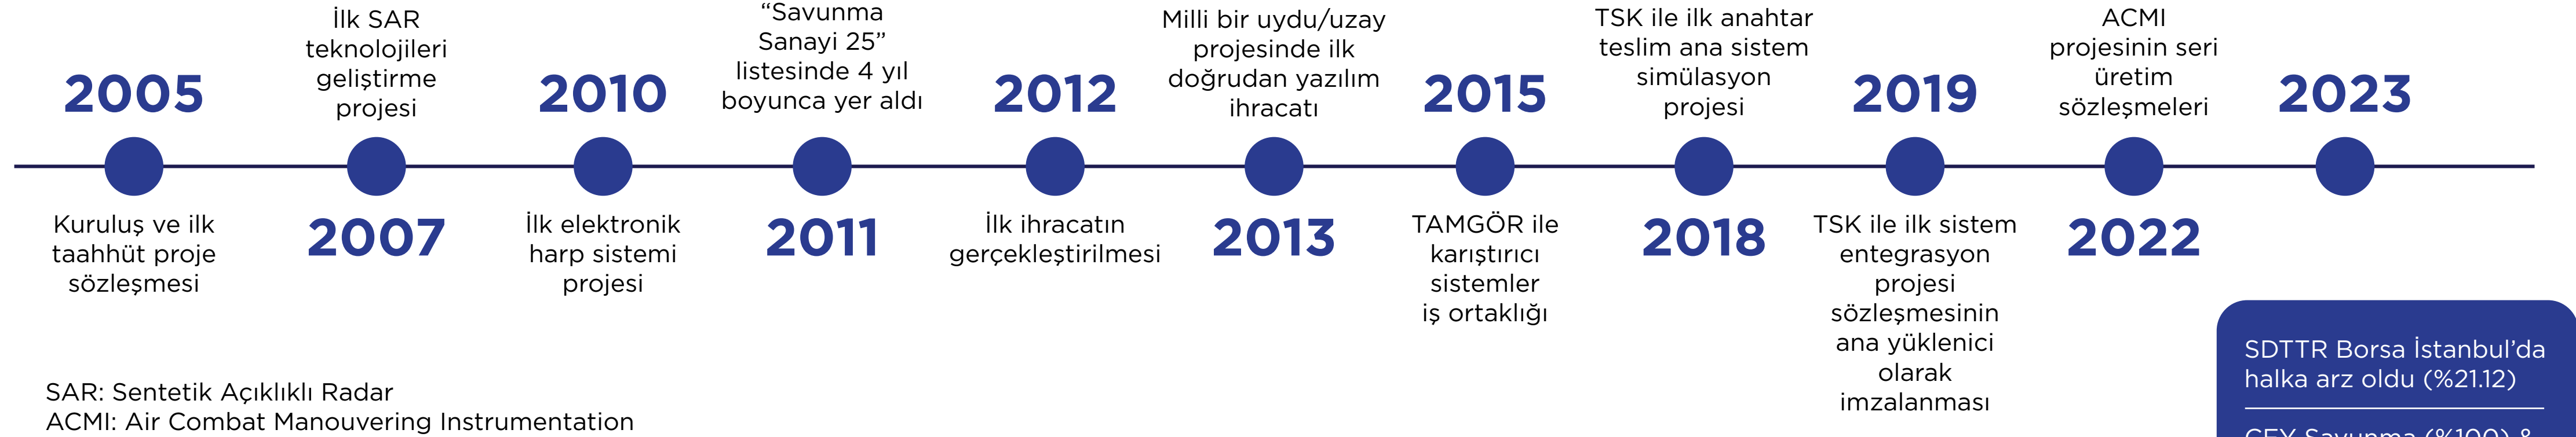 2005
Kuruluş ve ilk
taahhüt proje
sözleşmesi
İlk SAR
teknolojileri
geliştirme
projesi
2007
2010
İlk elektronik
harp sistemi
projesi
“Savunma
Sanayi 25”
listesinde 4 yıl
boyunca yer aldı
2011
2012
İlk ihracatın
gerçekleştirilmesi
Milli bir uydu/uzay
projesinde ilk
doğrudan yazılım
ihracatı
2013
2015
TAMGÖR ile
karıştırıcı
sistemler
iş ortaklığı
TSK ile ilk anahtar
teslim ana sistem
simülasyon
projesi
2018
2019
TSK ile ilk sistem
entegrasyon
projesi
sözleşmesinin
ana yüklenici
olarak
imzalanması
ACMI
projesinin seri
üretim
sözleşmeleri
2022
2023
SDTTR Borsa İstanbul’da
halka arz oldu (%21.12)
Savunma (%100) &
SAR: Sentetik Açıklıklı Radar
ACMI: Air Combat Manouvering Instrumentation